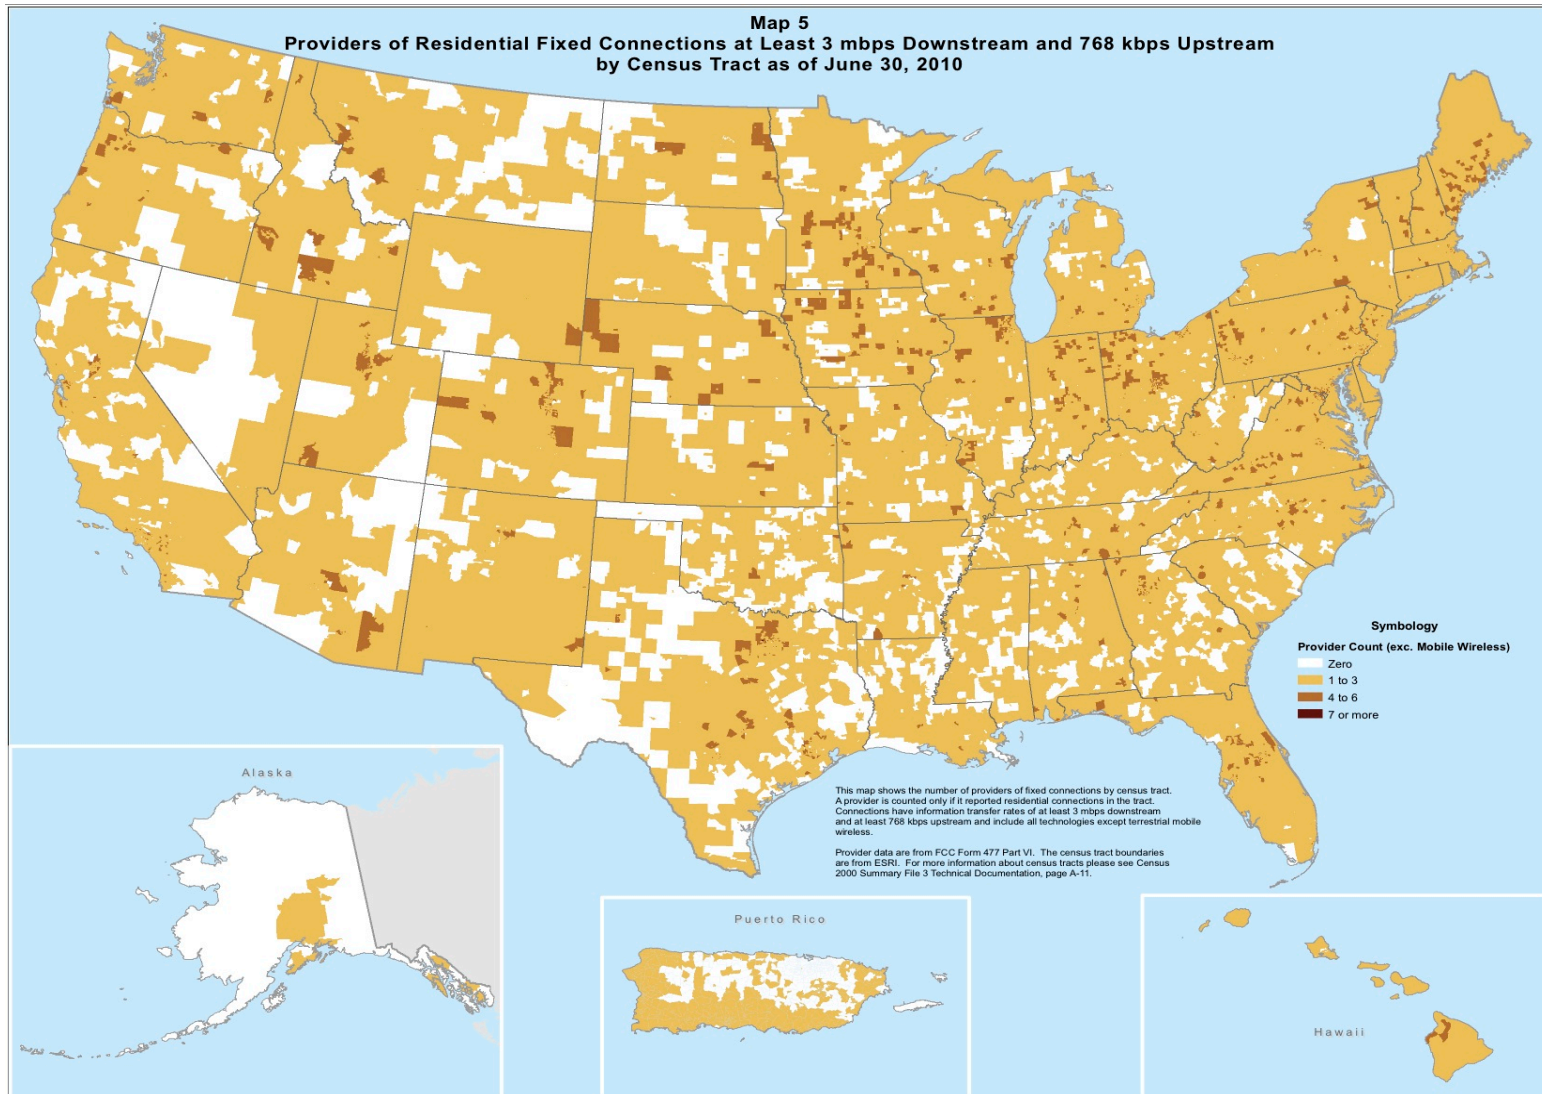 Map 5
Providers of Residential Fixed Connections at Least 3 mbps Downstream and 768 kbps Upstream
by Census Tract as of June 30, 2010
Symbology
Provider Count (exc. Mobile Wireless)
Zero
1 to 3
4 to 6
7 or more
Alaska
This map shows the number of providers of fixed connections by census tract.
A provider is counted only if it reported residential connections in the tract.
Connections have information transfer rates of at least 3 mbps downstream
and at least 768 kbps upstream and include all technologies except terrestrial mobile
wireless.
Provider data are from FCC Form 477 Part VI. The census tract boundaries
are from ESRI. For more information about census tracts please see Census
2000 Summary File 3 Technical Documentation, page A-11.
Puerto Rico
Hawaii